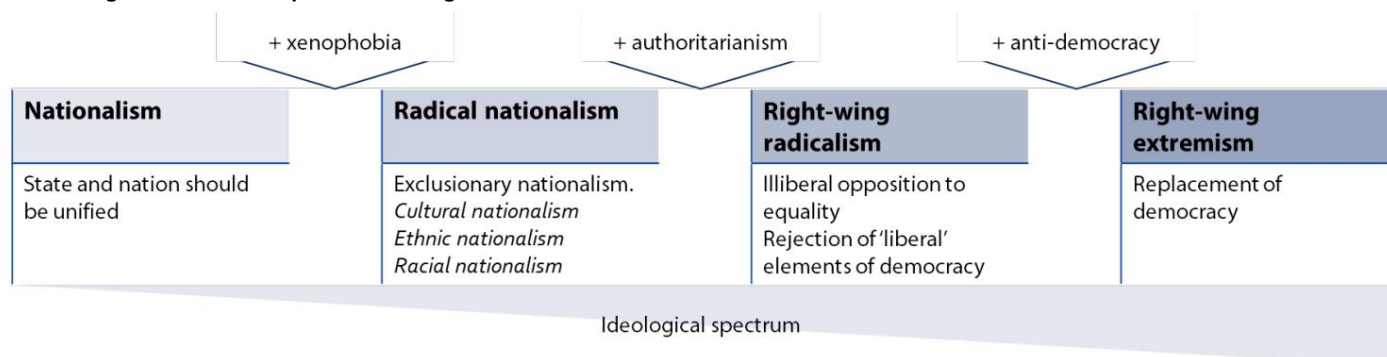 + xenophobia
+ authoritarianism
+ anti-democracy
Nationalism
State and nation should
be unified
Radical nationalism
Exclusionary nationalism.
Cultural nationalism
Ethnic nationalism
Racial nationalism
Right-wing
radicalism
Illiberal opposition to
equality
Rejection of ‘liberal’
elements of democracy
Right-wing
extremism
Replacement of
democracy
Ideological spectrum